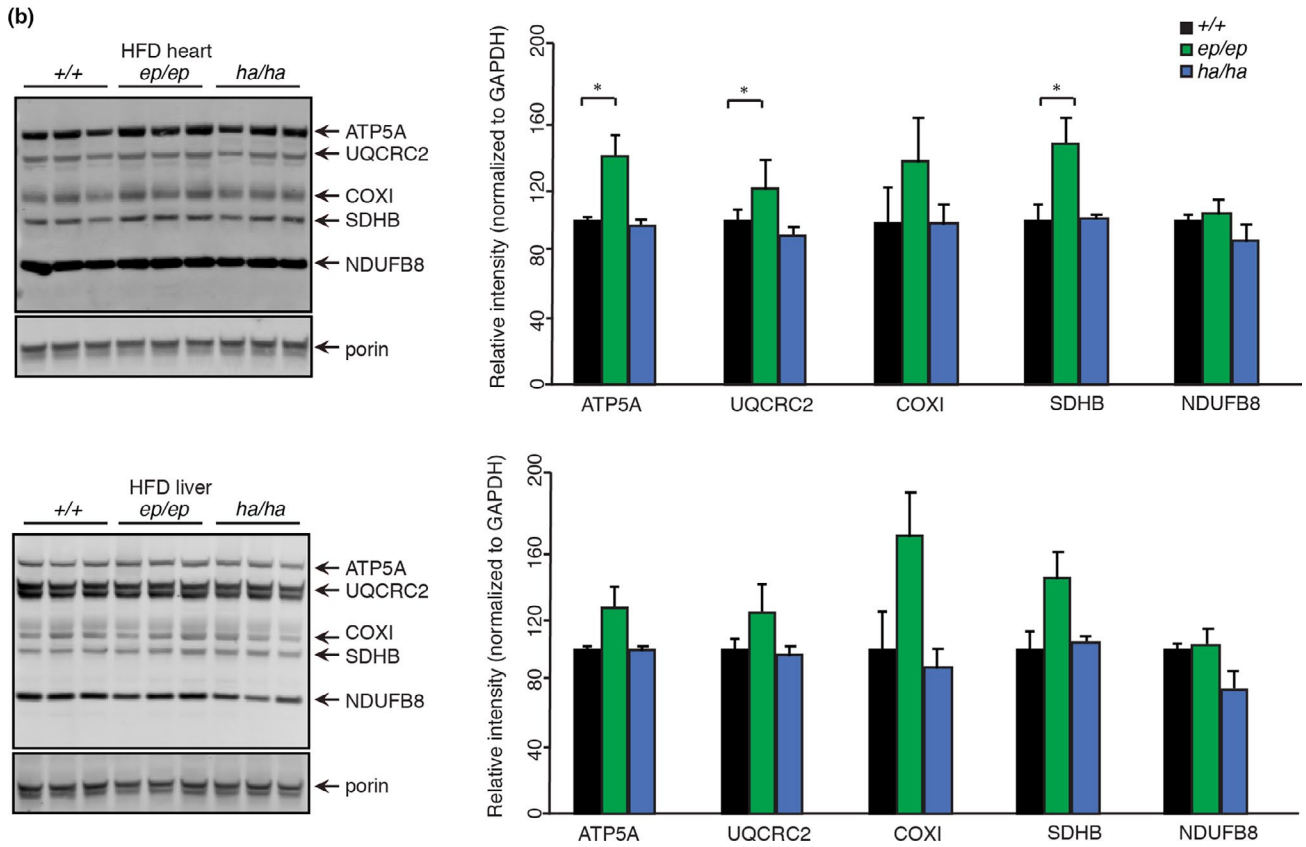 (b)
HFD heart
+/+ ep/ep ha/ha
ATP5A
UQCRC2
COXI
SDHB
NDUFB8
porin
Relative intensity (normalized to GAPDH)
200
160
120
80
40
0
* * *
+/+
ep/ep
ha/ha
ATP5A UQCRC2 COXI SDHB NDUFB8
HFD liver
+/+ ep/ep ha/ha
ATP5A
UQCRC2
COXI
SDHB
NDUFB8
porin
Relative intensity (normalized to GAPDH)
200
160
120
80
40
0
ATP5A UQCRC2 COXI SDHB NDUFB8